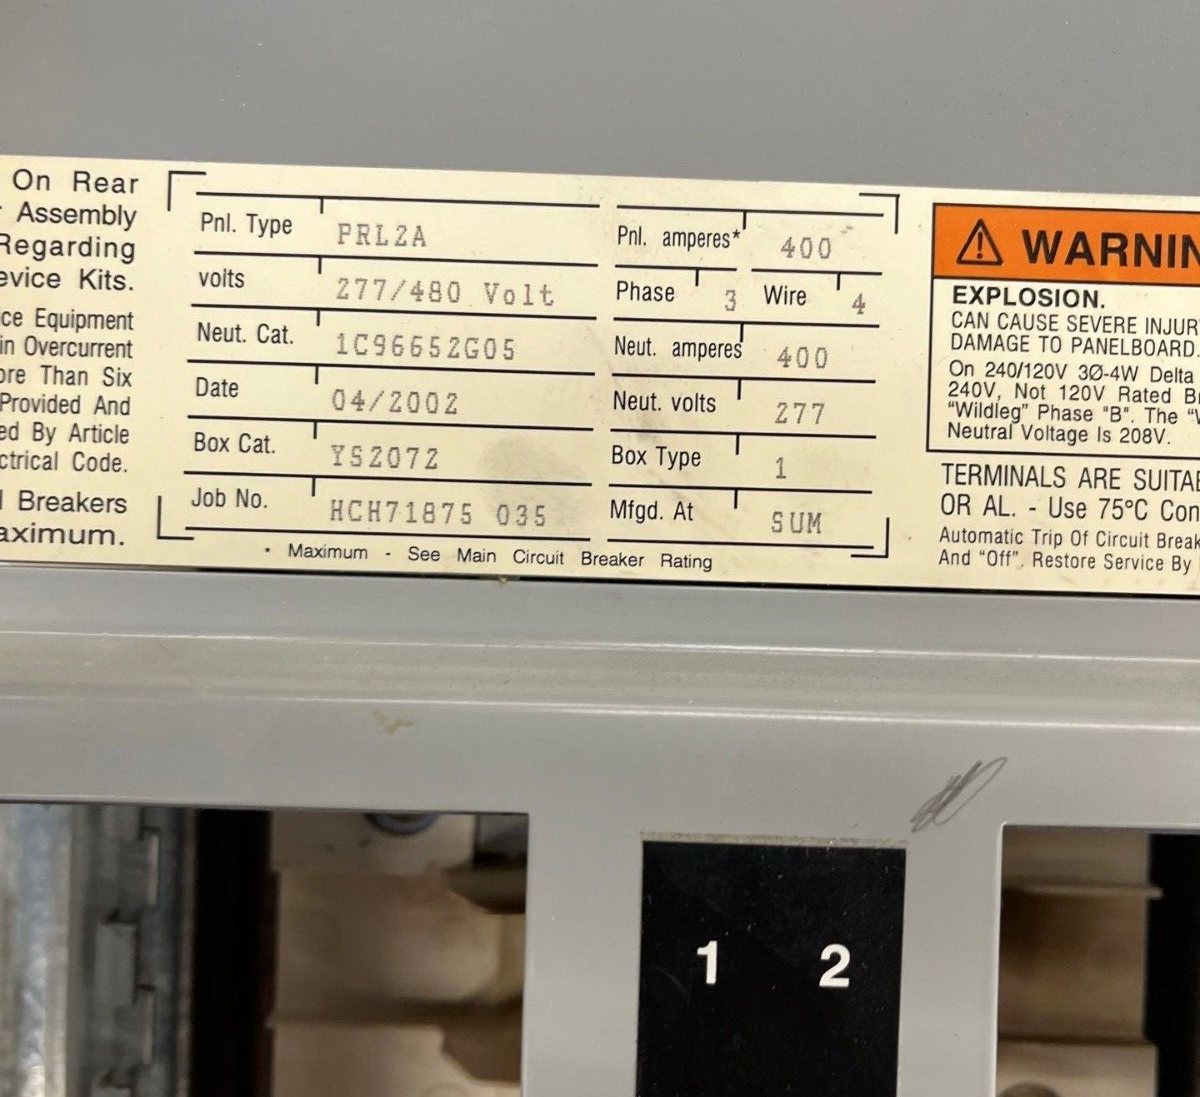 On Rear
Assembly
Regarding
evice Kits.
ce Equipment
in Overcurrent
ore Than Six
Provided And
ed By Article
ctrical Code.
l Breakers
aximum.
Pnl. Type PRL2A
volts 277/480 Volt
Neut. Cat. 1C96652G05
Date 04/2002
Box Cat. YS2072
Job No. HCH71875 035
Pnl. amperes* 400
Phase 3 Wire 4
Neut. amperes 400
Neut. volts 277
Box Type 1
Mfgd. At SUM
* Maximum - See Main Circuit Breaker Rating
WARNIN
EXPLOSION.
CAN CAUSE SEVERE INJUR
DAMAGE TO PANELBOARD.
On 240/120V 3Ø-4W Delta
240V, Not 120V Rated Br
"Wildleg" Phase "B". The "W
Neutral Voltage Is 208V.
TERMINALS ARE SUITAB
OR AL. - Use 75°C Con
Automatic Trip Of Circuit Break
And "Off". Restore Service By
1 2